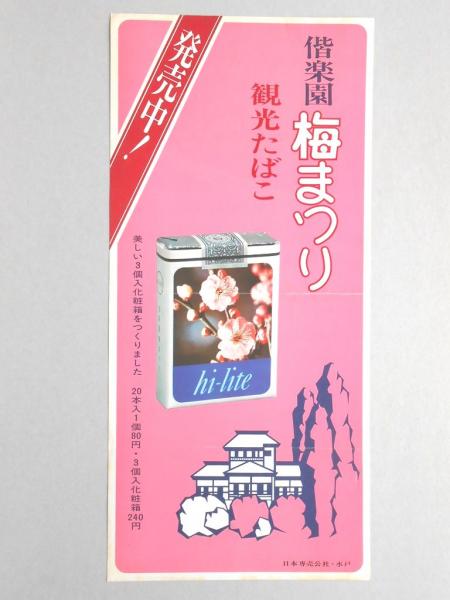 偕楽園
梅まつり
観光たばこ
発売中!
hi-lite
美しい3個入化粧箱をつくりました 20本入1個80円・3個入化粧箱240円
日本専売公社・水戸